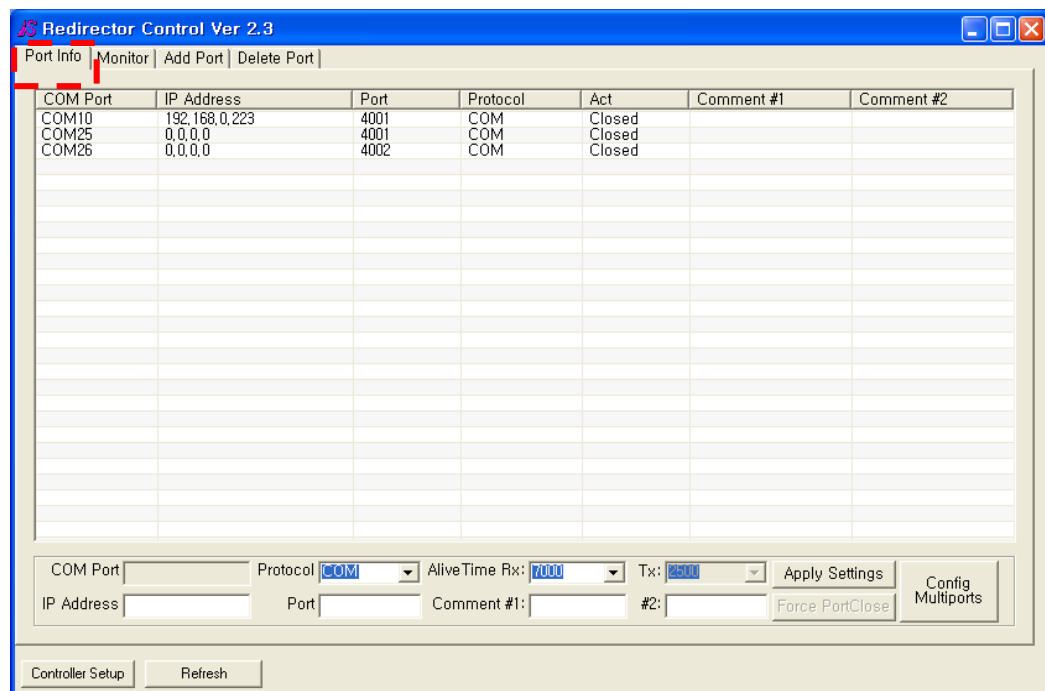 Redirector Control Ver 2.3
Port Info Monitor Add Port Delete Port
COM Port IP Address Port Protocol Act Comment #1 Comment #2
COM10 192,168,0,223 4001 COM Closed
COM25 0,0,0,0 4001 COM Closed
COM26 0,0,0,0 4002 COM Closed
COM Port Protocol COM AliveTime Rx: 7000 Tx: 2500 Apply Settings Config Multiports
IP Address Port Comment #1: #2: Force PortClose
Controller Setup Refresh